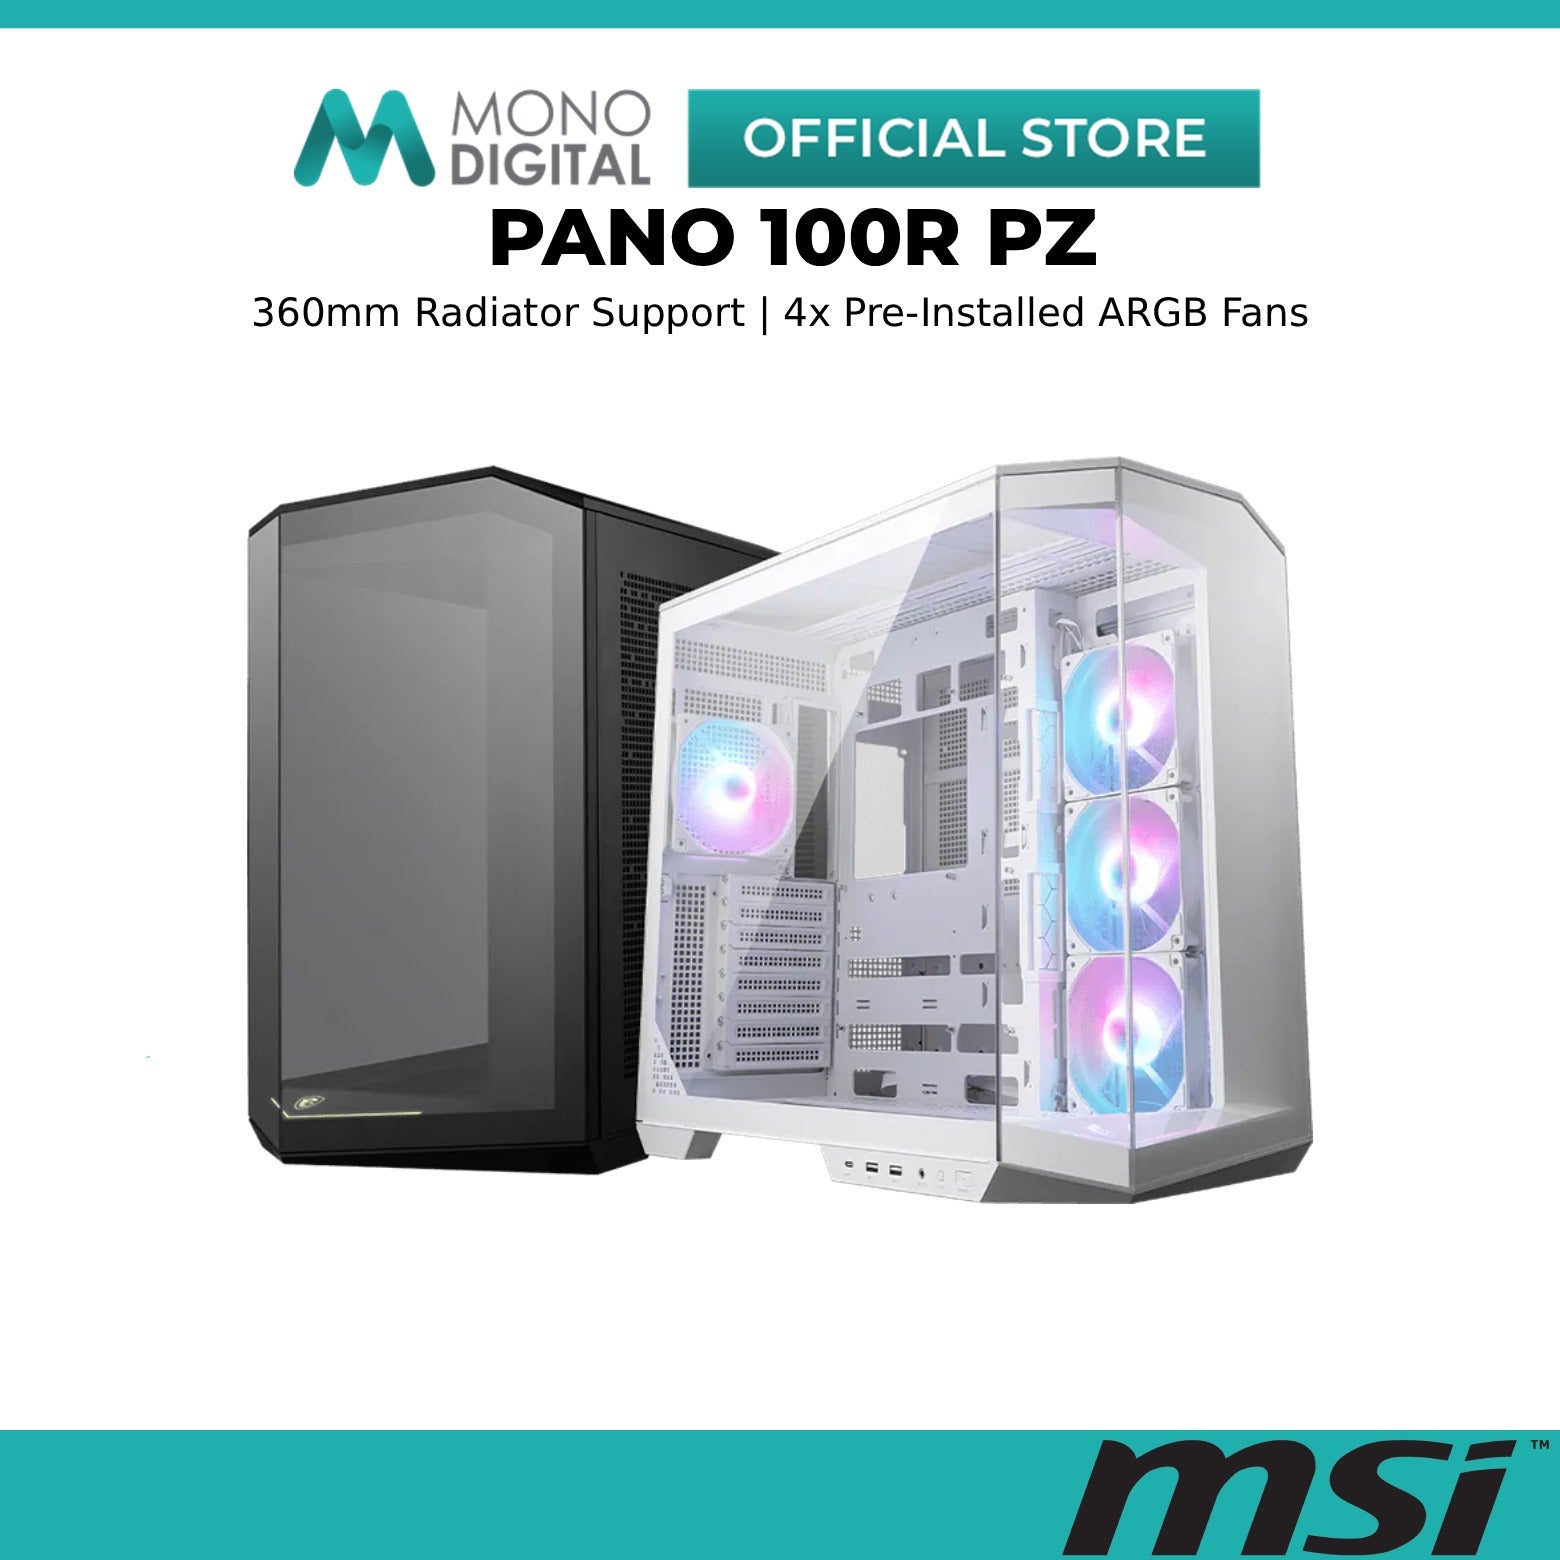 MONO
DIGITAL
OFFICIAL STORE
PANO 100R PZ
360mm Radiator Support | 4x Pre-Installed ARGB Fans
msi™